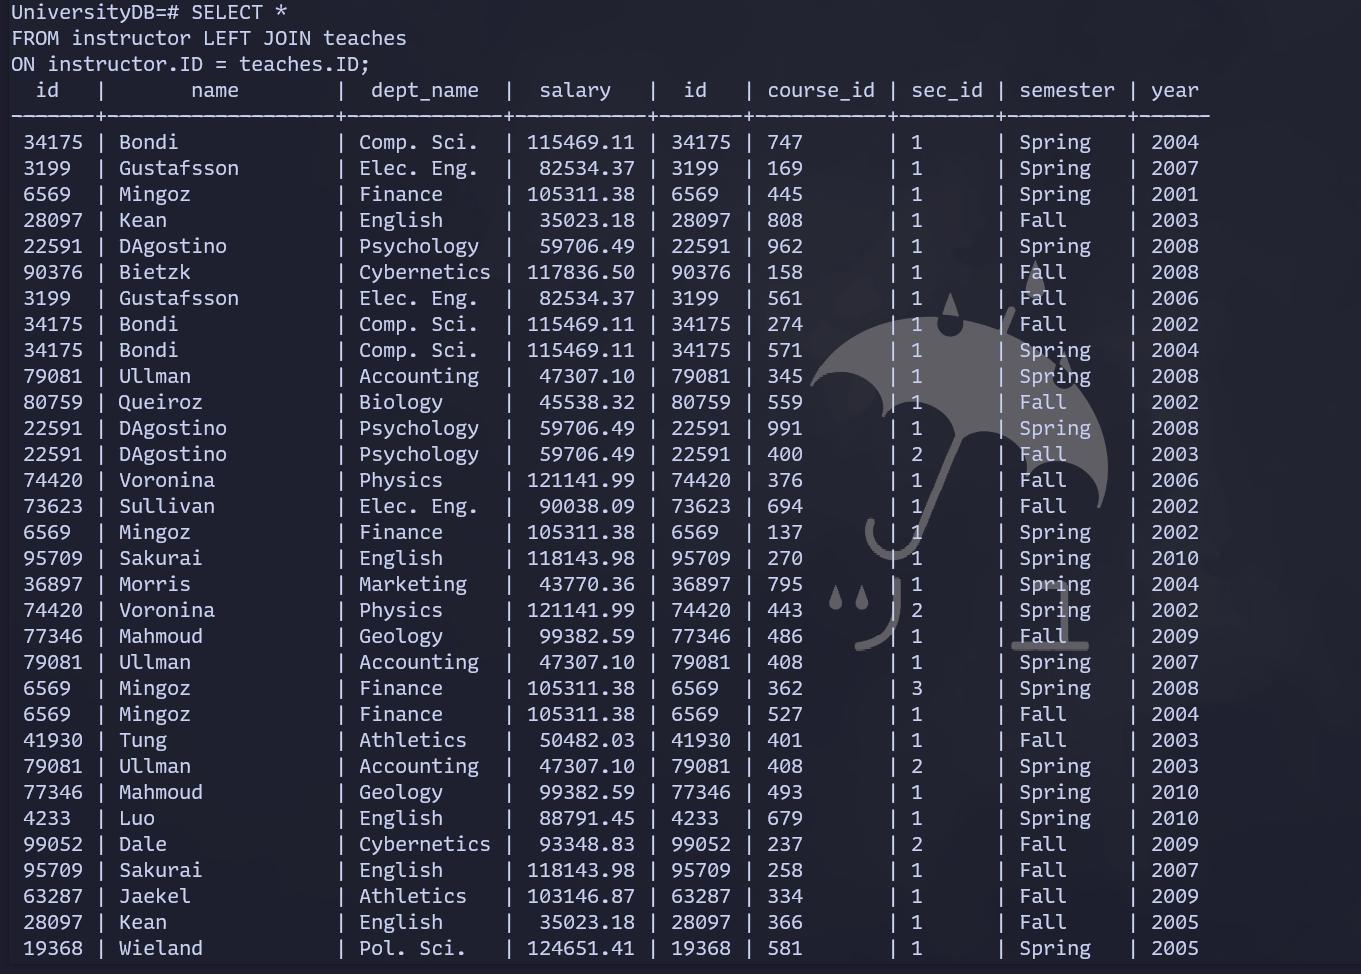 UniversityDB=# SELECT *
FROM instructor LEFT JOIN teaches
ON instructor.ID = teaches.ID;
  id   |       name        |  dept_name  |  salary   |  id   | course_id | sec_id | semester | year
-------+-------------------+-------------+-----------+-------+-----------+--------+----------+------
 34175 | Bondi             | Comp. Sci.  | 115469.11 | 34175 | 747       | 1      | Spring   | 2004
 3199  | Gustafsson        | Elec. Eng.  |  82534.37 | 3199  | 169       | 1      | Spring   | 2007
 6569  | Mingoz            | Finance     | 105311.38 | 6569  | 445       | 1      | Spring   | 2001
 28097 | Kean              | English     |  35023.18 | 28097 | 808       | 1      | Fall     | 2003
 22591 | DAgostino         | Psychology  |  59706.49 | 22591 | 962       | 1      | Spring   | 2008
 90376 | Bietzk            | Cybernetics | 117836.50 | 90376 | 158       | 1      | Fall     | 2008
 3199  | Gustafsson        | Elec. Eng.  |  82534.37 | 3199  | 561       | 1      | Fall     | 2006
 34175 | Bondi             | Comp. Sci.  | 115469.11 | 34175 | 274       | 1      | Fall     | 2002
 34175 | Bondi             | Comp. Sci.  | 115469.11 | 34175 | 571       | 1      | Spring   | 2004
 79081 | Ullman            | Accounting  |  47307.10 | 79081 | 345       | 1      | Spring   | 2008
 80759 | Queiroz           | Biology     |  45538.32 | 80759 | 559       | 1      | Fall     | 2002
 22591 | DAgostino         | Psychology  |  59706.49 | 22591 | 991       | 1      | Spring   | 2008
 22591 | DAgostino         | Psychology  |  59706.49 | 22591 | 400       | 2      | Fall     | 2003
 74420 | Voronina          | Physics     | 121141.99 | 74420 | 376       | 1      | Fall     | 2006
 73623 | Sullivan          | Elec. Eng.  |  90038.09 | 73623 | 694       | 1      | Fall     | 2002
 6569  | Mingoz            | Finance     | 105311.38 | 6569  | 137       | 1      | Spring   | 2002
 95709 | Sakurai           | English     | 118143.98 | 95709 | 270       | 1      | Spring   | 2010
 36897 | Morris            | Marketing   |  43770.36 | 36897 | 795       | 1      | Spring   | 2004
 74420 | Voronina          | Physics     | 121141.99 | 74420 | 443       | 2      | Spring   | 2002
 77346 | Mahmoud           | Geology     |  99382.59 | 77346 | 486       | 1      | Fall     | 2009
 79081 | Ullman            | Accounting  |  47307.10 | 79081 | 408       | 1      | Spring   | 2007
 6569  | Mingoz            | Finance     | 105311.38 | 6569  | 362       | 3      | Spring   | 2008
 6569  | Mingoz            | Finance     | 105311.38 | 6569  | 527       | 1      | Fall     | 2004
 41930 | Tung              | Athletics   |  50482.03 | 41930 | 401       | 1      | Fall     | 2003
 79081 | Ullman            | Accounting  |  47307.10 | 79081 | 408       | 2      | Spring   | 2003
 77346 | Mahmoud           | Geology     |  99382.59 | 77346 | 493       | 1      | Spring   | 2010
 4233  | Luo               | English     |  88791.45 | 4233  | 679       | 1      | Spring   | 2010
 99052 | Dale              | Cybernetics |  93348.83 | 99052 | 237       | 2      | Fall     | 2009
 95709 | Sakurai           | English     | 118143.98 | 95709 | 258       | 1      | Fall     | 2007
 63287 | Jaekel            | Athletics   | 103146.87 | 63287 | 334       | 1      | Fall     | 2009
 28097 | Kean              | English     |  35023.18 | 28097 | 366       | 1      | Fall     | 2005
 19368 | Wieland           | Pol. Sci.   | 124651.41 | 19368 | 581       | 1      | Spring   | 2005